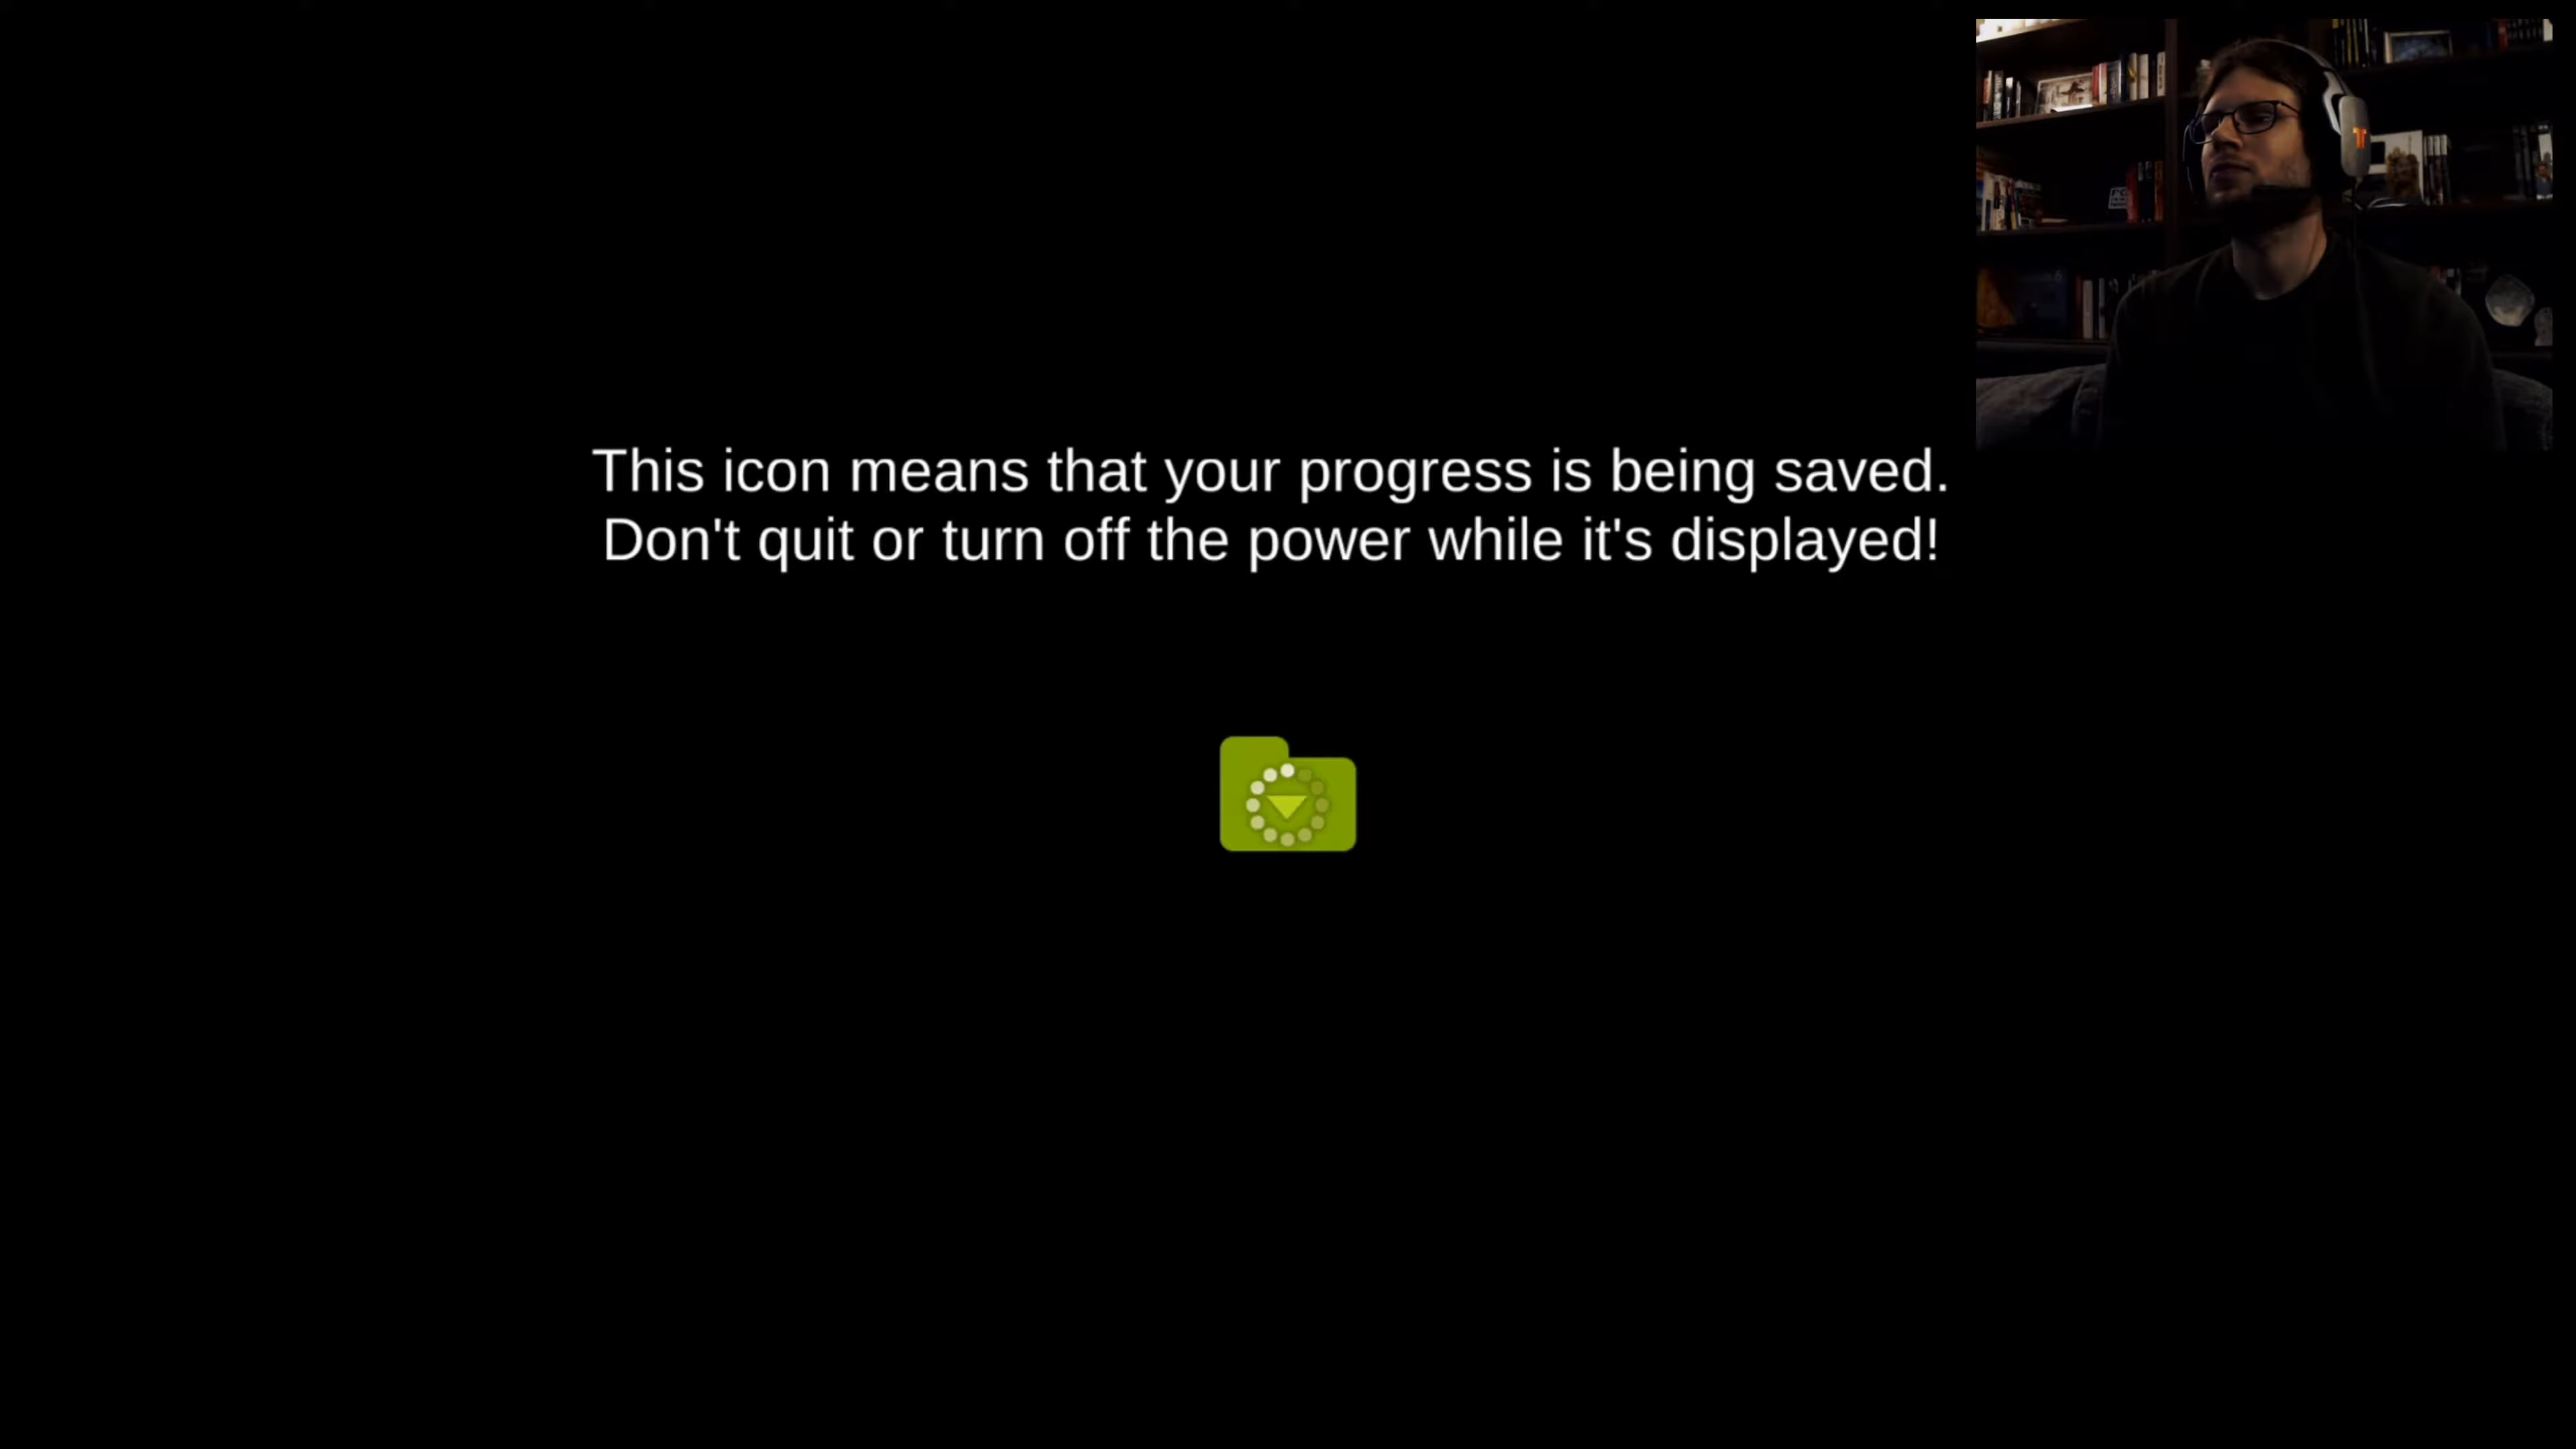 This icon means that your progress is being saved.
Don't quit or turn off the power while it's displayed!